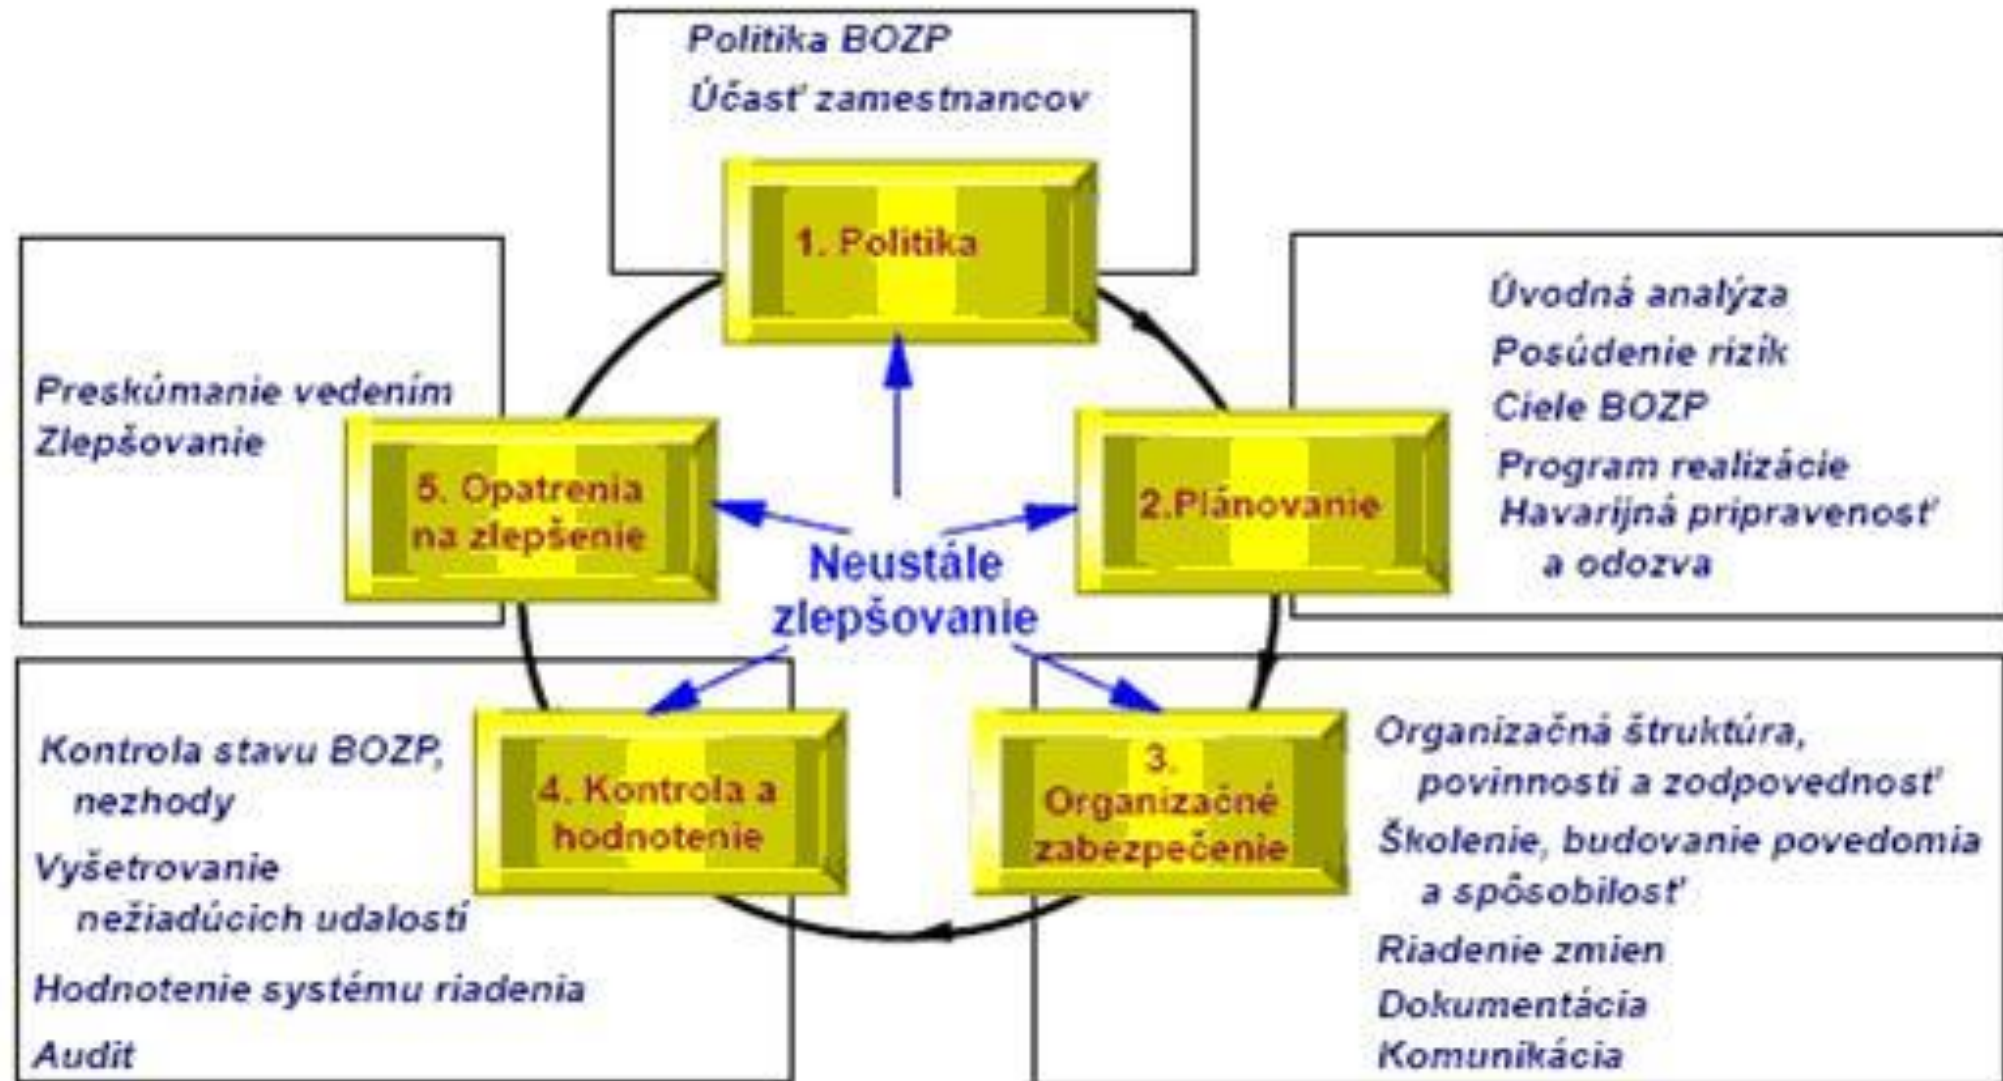 Politika BOZP
Účasť zamestnancov
1. Politika
Úvodná analýza
Posúdenie rizík
Ciele BOZP
Program realizácie
Havarijná pripravenosť
a odozva
2.Plánovanie
Organizačná štruktúra,
povinnosti a zodpovednosť
Školenie, budovanie povedomia
a spôsobilosť
Riadenie zmien
Dokumentácia
Komunikácia
3.
Organizačné
zabezpečenie
Kontrola stavu BOZP,
nezhody
Vyšetrovanie
nežiadúcich udalostí
Hodnotenie systému riadenia
Audit
4. Kontrola a
hodnotenie
Preskúmanie vedením
Zlepšovanie
5. Opatrenia
na zlepšenie
Neustále
zlepšovanie